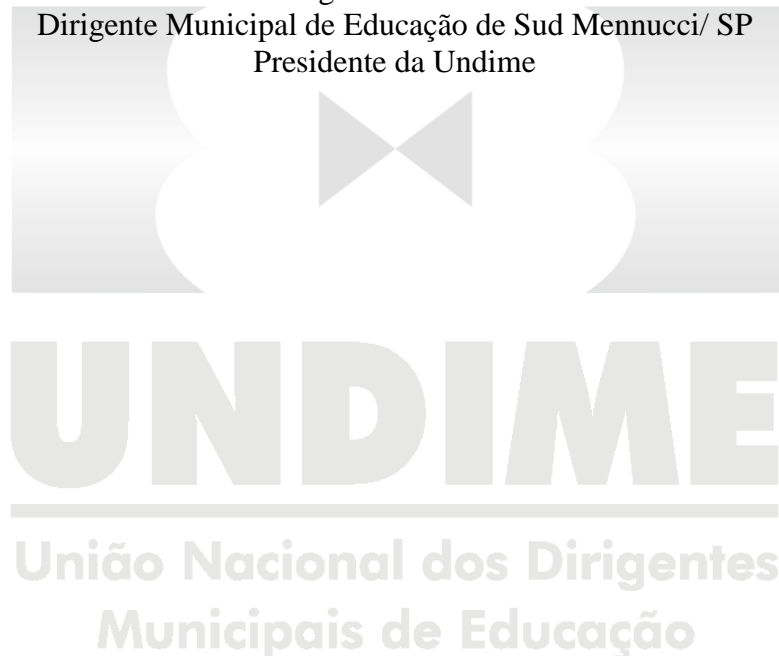 Dirigente Municipal de Educação de Sud Mennucci/ SP
Presidente da Undime
UNDIME
União Nacional dos Dirigentes
Municipais de Educação